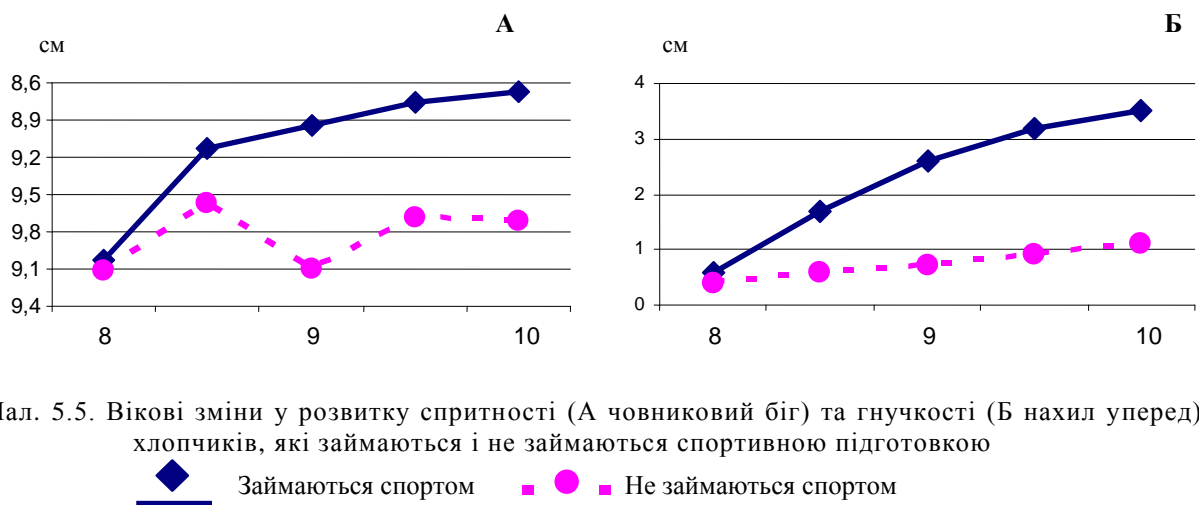 А
Б
см
см
8,6
8,9
9,2
9,5
9,8
9,1
9,4
8
9
10
4
3
2
1
0
8
9
10
Мал. 5.5. Вікові зміни у розвитку спритності (А човниковий біг) та гнучкості (Б нахил уперед)
хлопчиків, які займаються і не займаються спортивною підготовкою
Займаються спортом
Не займаються спортом